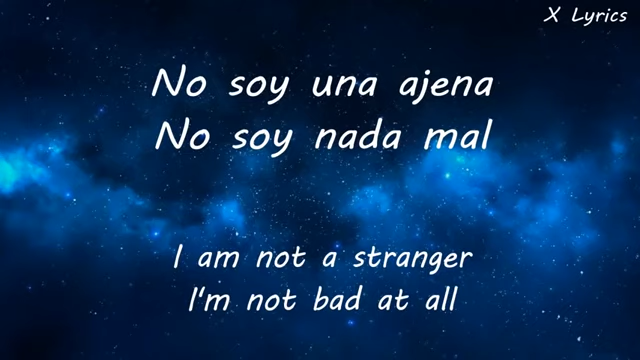 X Lyrics
No soy una ajena
No soy nada mal
I am not a stranger
I'm not bad at all